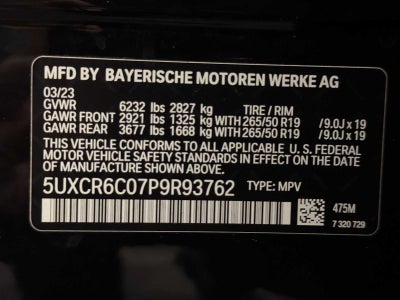 MFD BY BAYERISCHE MOTOREN WERKE AG
03/23
GVWR 6232 lbs 2827 kg TIRE / RIM
GAWR FRONT 2921 lbs 1325 kg WITH 265/50 R19 /9.0J x 19
GAWR REAR 3677 lbs 1668 kg WITH 265/50 R19 /9.0J x 19
THIS VEHICLE CONFORMS TO ALL APPLICABLE U. S. FEDERAL
MOTOR VEHICLE SAFETY STANDARDS IN EFFECT ON THE DATE
OF MANUFACTURE SHOWN ABOVE.
5UXCR6C07P9R93762 TYPE: MPV
475M
7 320 729